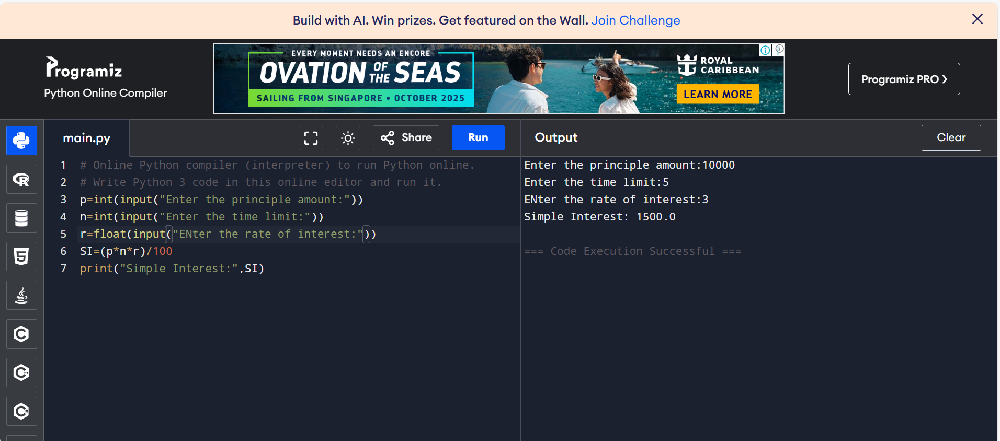 Build with AI. Win prizes. Get featured on the Wall. Join Challenge
Programiz
Python Online Compiler
EVERY MOMENT NEEDS AN ENCORE
OVATION OF THE SEAS
SAILING FROM SINGAPORE • OCTOBER 2025
ROYAL
CARIBBEAN
LEARN MORE
Programiz PRO
main.py
Share
Run
Output
Clear
1 # Online Python compiler (interpreter) to run Python online.
2 # Write Python 3 code in this online editor and run it.
3 p=int(input("Enter the principle amount:"))
4 n=int(input("Enter the time limit:"))
5 r=float(input("ENter the rate of interest:"))
6 SI=(p*n*r)/100
7 print("Simple Interest:",SI)
Enter the principle amount:10000
Enter the time limit:5
ENter the rate of interest:3
Simple Interest: 1500.0
=== Code Execution Successful ===